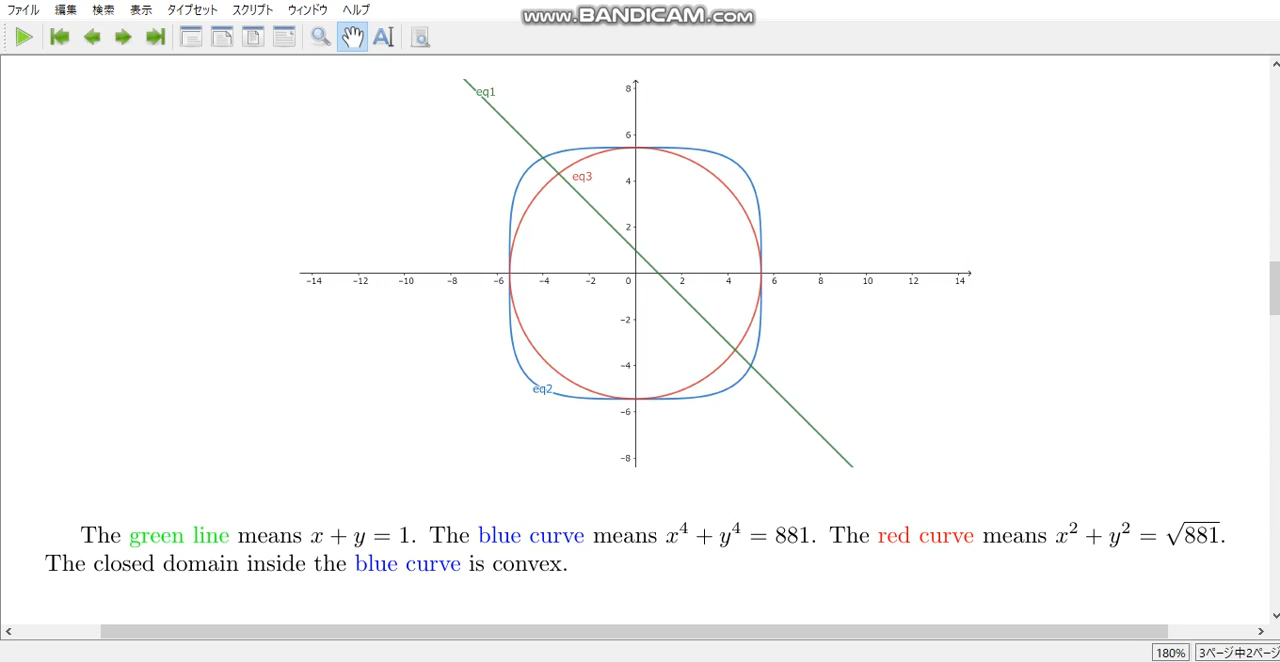 ファイル 編集 検索 表示 タイプセット スクリプト ウィンドウ ヘルプ
www.BANDICAM.com
AI
eq1
8
6
eq3
4
2
-14 -12 -10 -8 -6 -4 -2 0 2 4 6 8 10 12 14
-2
-4
eq2
-6
-8
The green line means x + y = 1. The blue curve means x⁴ + y⁴ = 881. The red curve means x² + y² = √881.
The closed domain inside the blue curve is convex.
180% 3ページ中2ページ